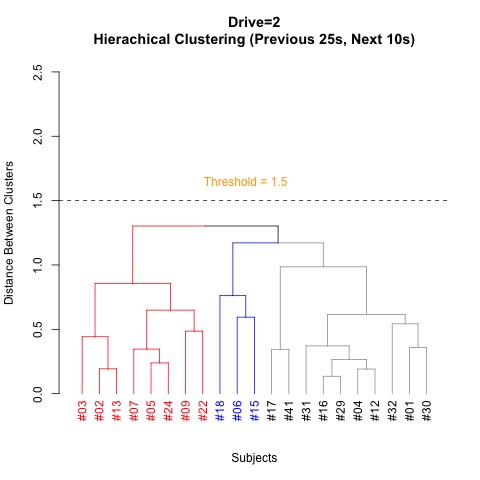 Drive=2
Hierachical Clustering (Previous 25s, Next 10s)
2.5
2.0
1.5
1.0
0.5
0.0
Distance Between Clusters
Threshold = 1.5
#03 #02 #13 #07 #05 #24 #09 #22 #18 #06 #15 #17 #41 #31 #16 #29 #04 #12 #32 #01 #30
Subjects